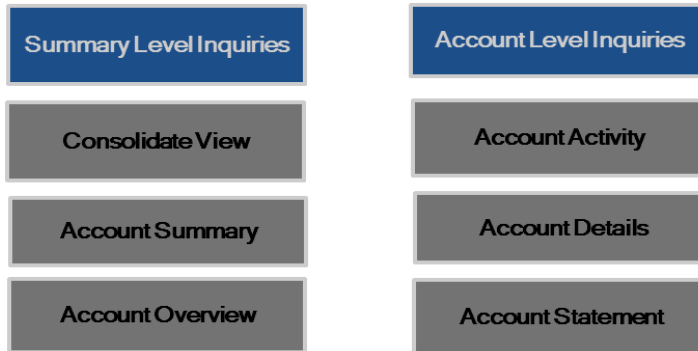 Summary Level Inquiries
Consolidate View
Account Summary
Account Overview
Account Level Inquiries
Account Activity
Account Details
Account Statement